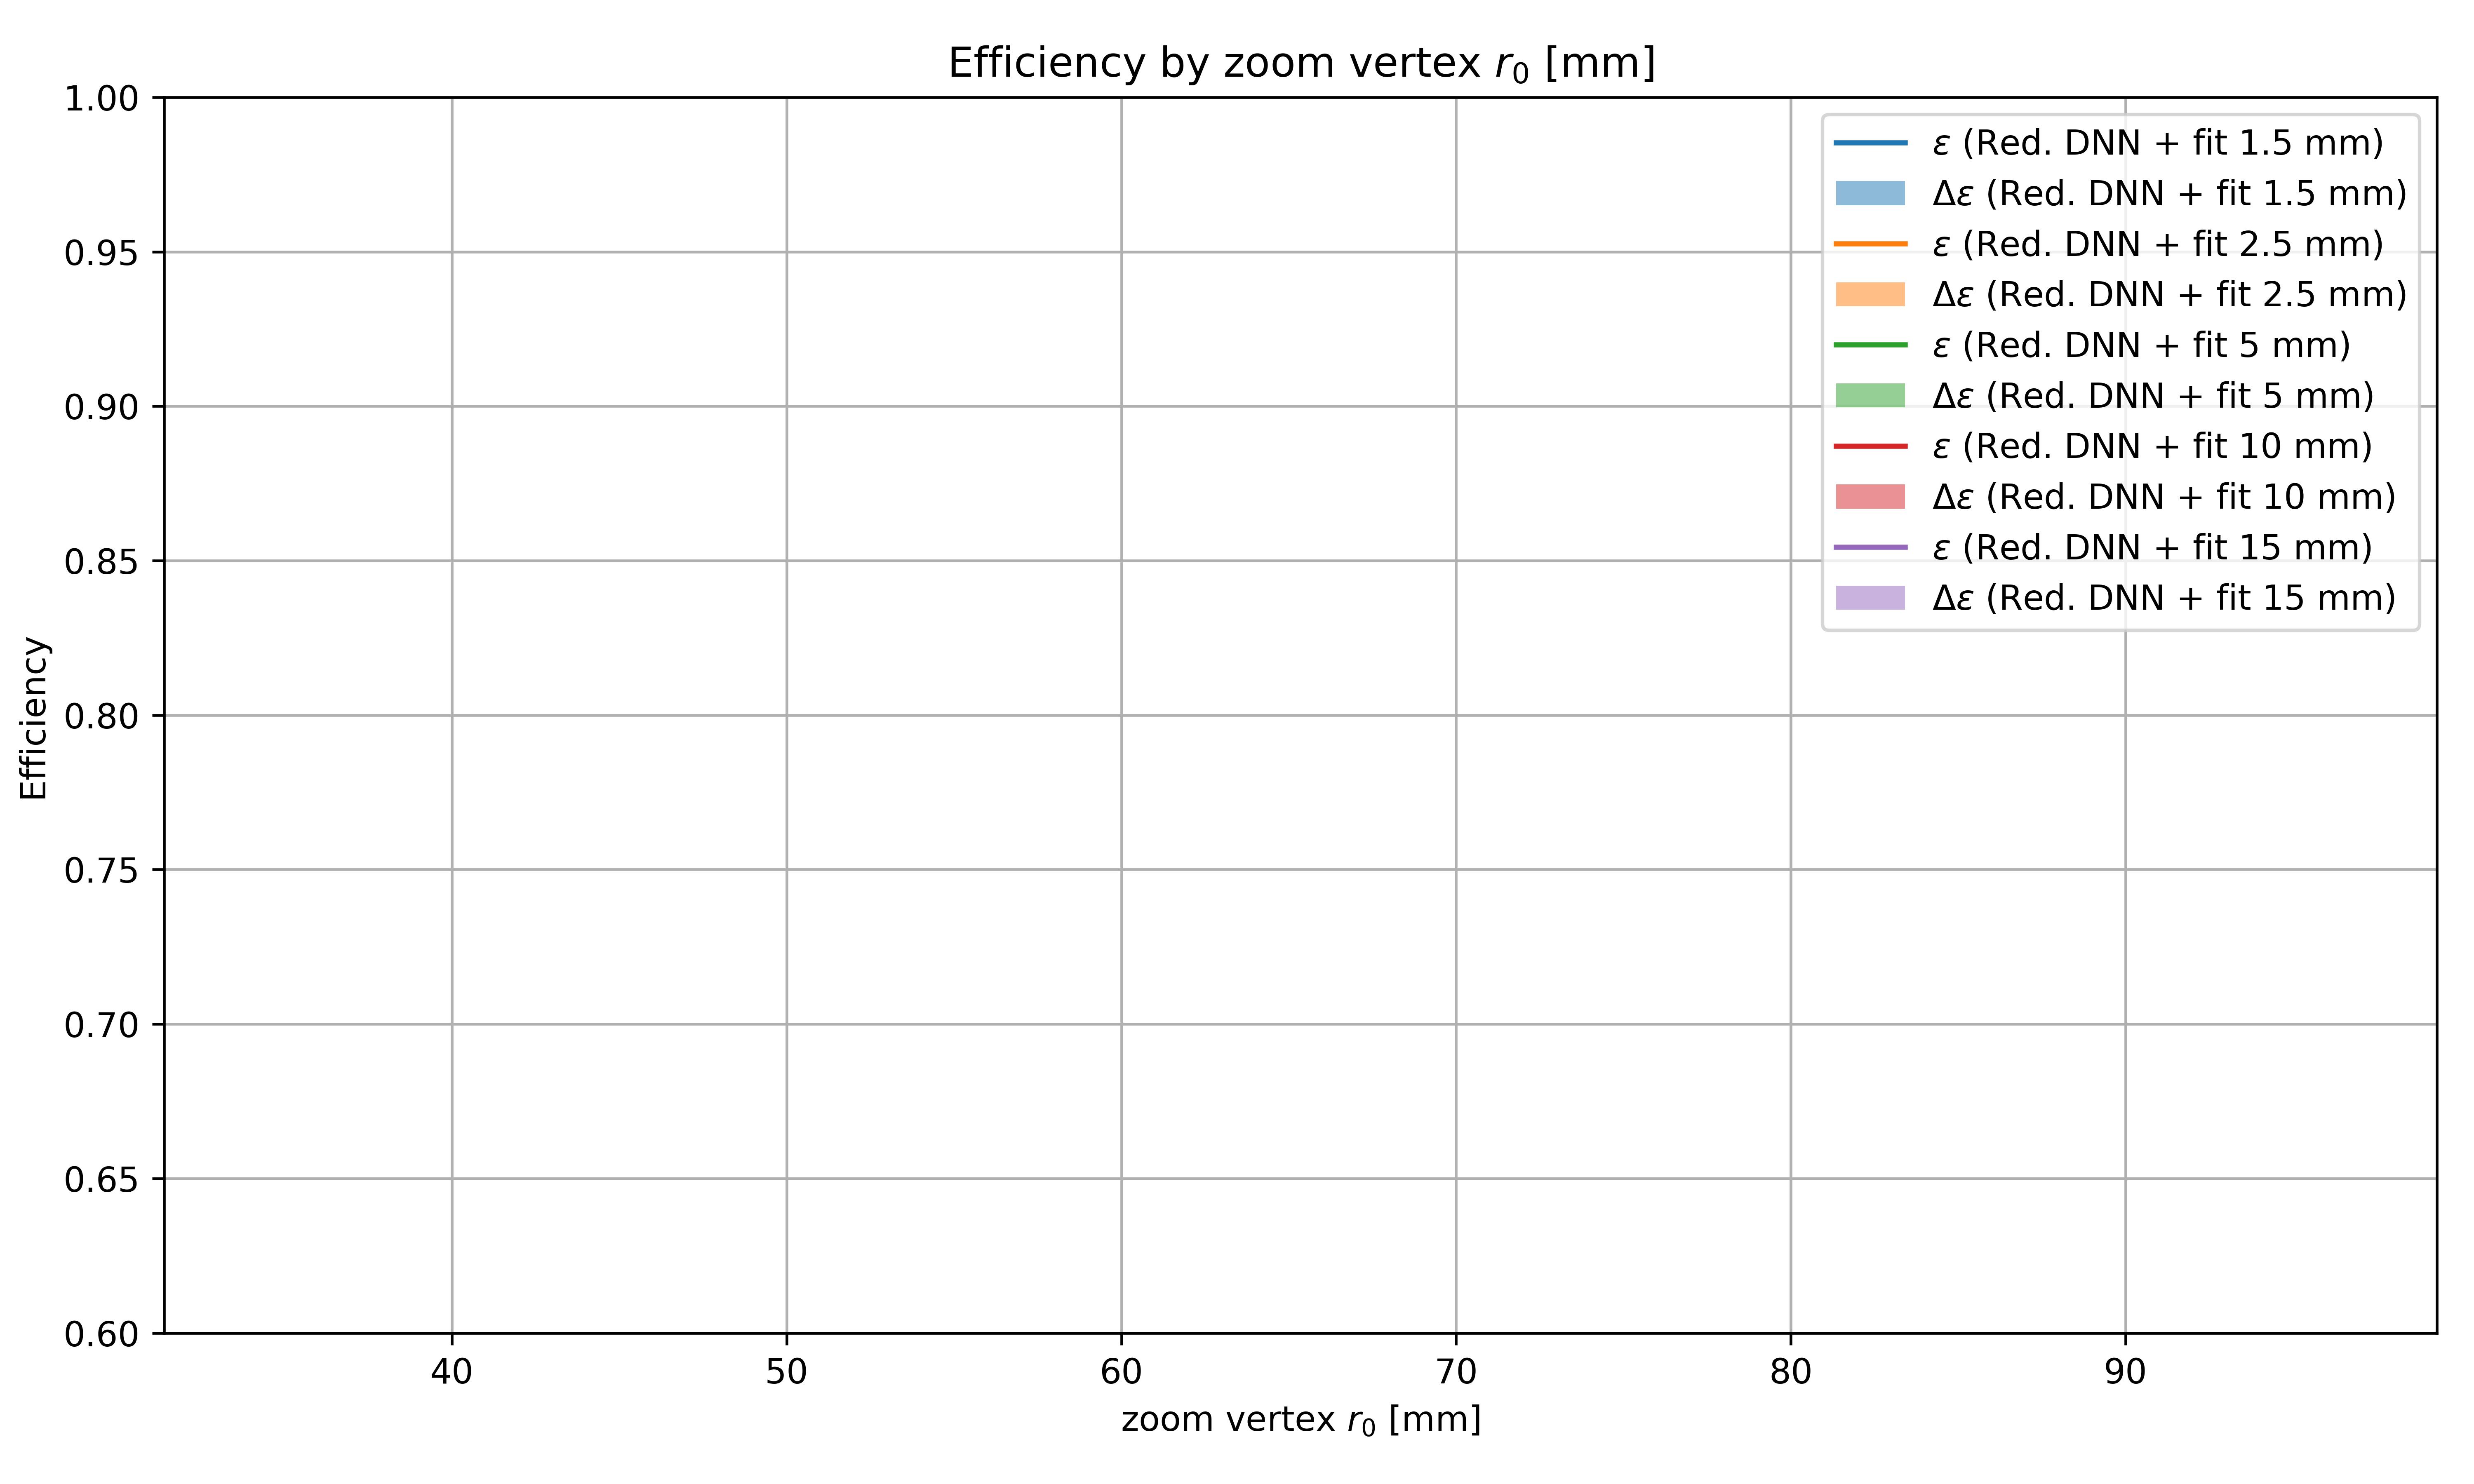 Efficiency by zoom vertex r₀ [mm]
1.00
0.95
0.90
0.85
0.80
0.75
0.70
0.65
0.60
Efficiency
ε (Red. DNN + fit 1.5 mm)
Δε (Red. DNN + fit 1.5 mm)
ε (Red. DNN + fit 2.5 mm)
Δε (Red. DNN + fit 2.5 mm)
ε (Red. DNN + fit 5 mm)
Δε (Red. DNN + fit 5 mm)
ε (Red. DNN + fit 10 mm)
Δε (Red. DNN + fit 10 mm)
ε (Red. DNN + fit 15 mm)
Δε (Red. DNN + fit 15 mm)
40 50 60 70 80 90
zoom vertex r₀ [mm]